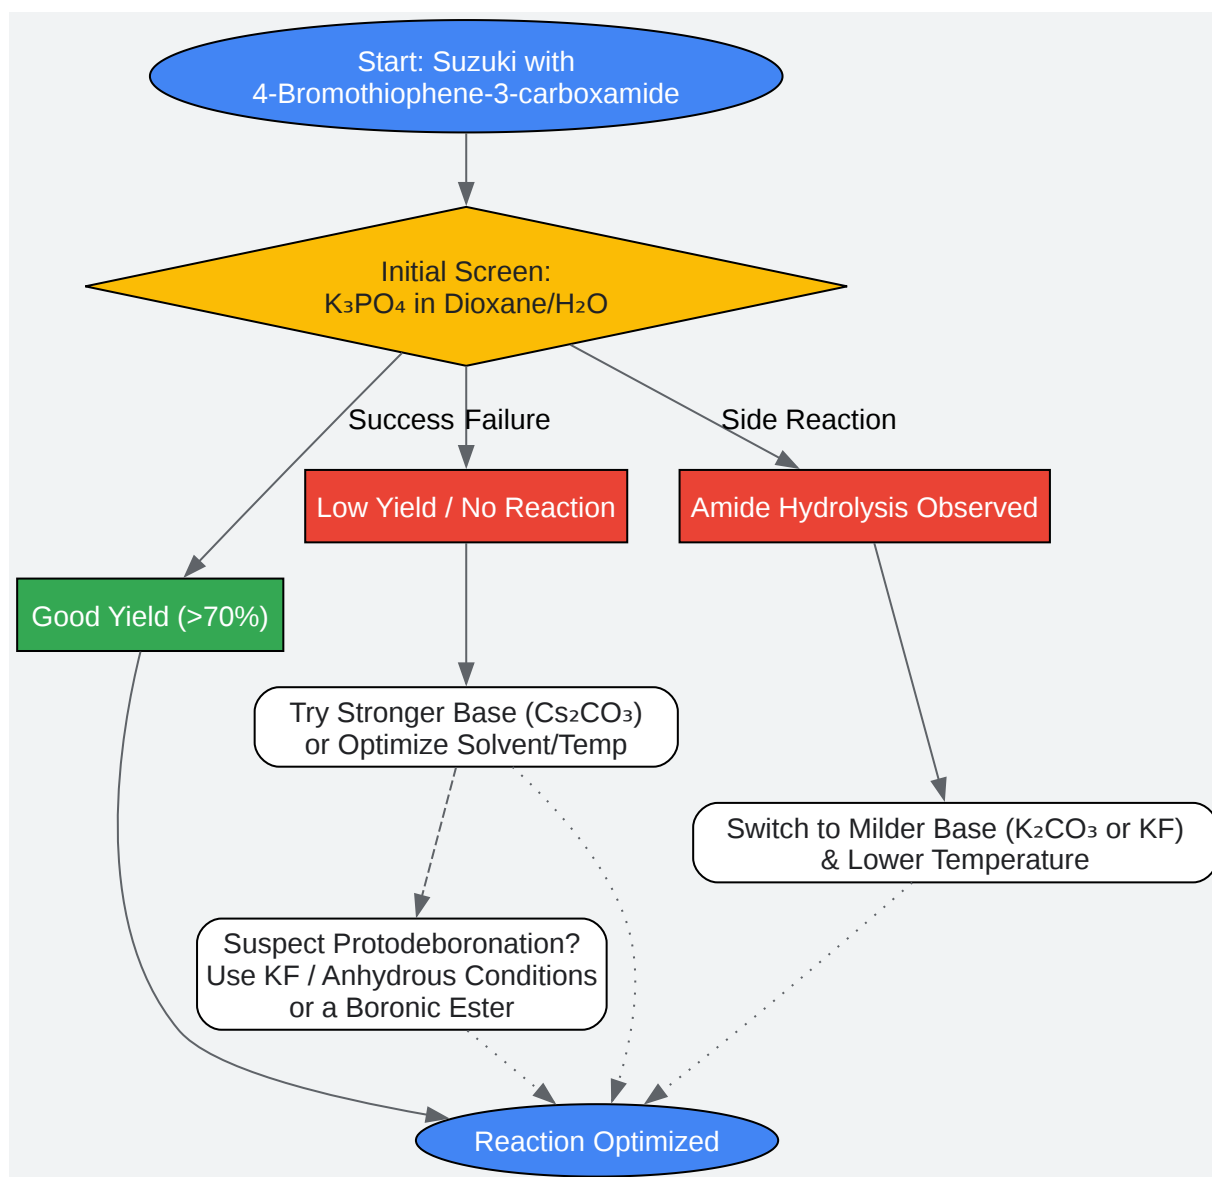 Start: Suzuki with
4-Bromothiophene-3-carboxamide
Initial Screen:
K₃PO₄ in Dioxane/H₂O
Success
Failure
Side Reaction
Low Yield / No Reaction
Amide Hydrolysis Observed
Good Yield (>70%)
Try Stronger Base (Cs₂CO₃)
or Optimize Solvent/Temp
Switch to Milder Base (K₂CO₃ or KF)
& Lower Temperature
Suspect Protodeboronation?
Use KF / Anhydrous Conditions
or a Boronic Ester
Reaction Optimized